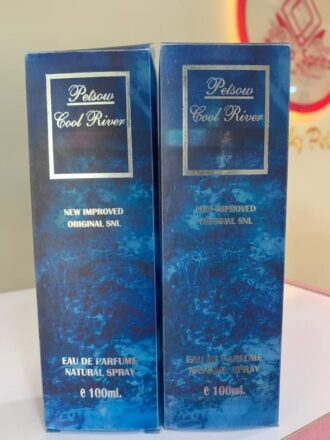 Petsow
Cool River
NEW IMPROVED
ORIGINAL SNL
EAU DE PARFUME
NATURAL SPRAY
e 100ml.
Petsow
Cool River
NEW IMPROVED
ORIGINAL SNL
EAU DE PARFUME
NATURAL SPRAY
e 100ml.